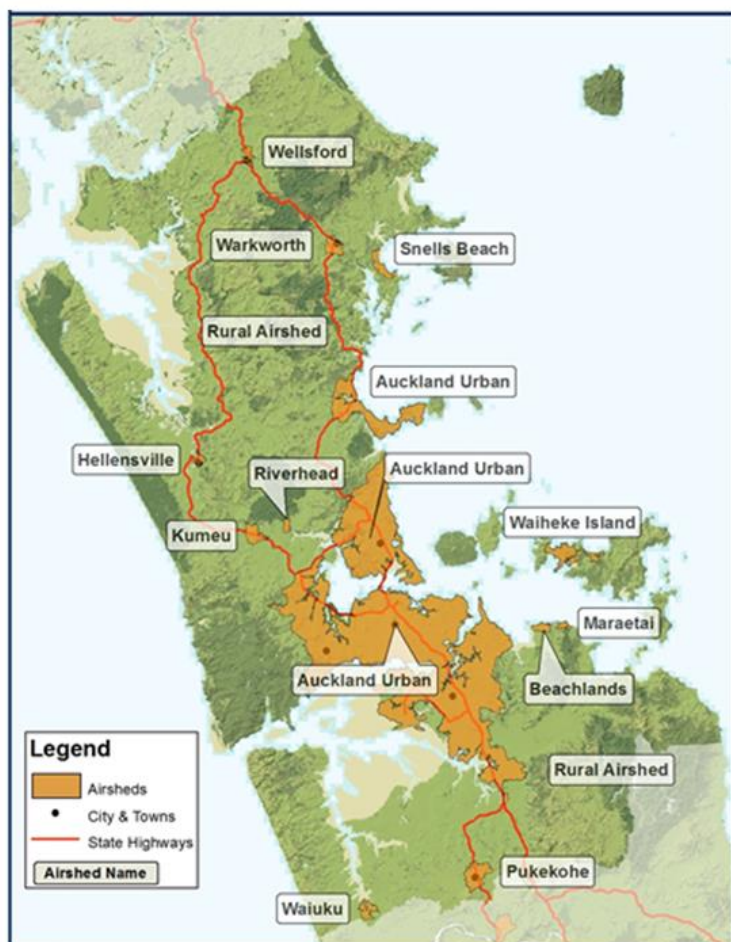 Wellsford
Warkworth
Snells Beach
Rural Airshed
Auckland Urban
Hellensville
Riverhead
Auckland Urban
Kumeu
Waiheke Island
Maraetai
Auckland Urban
Beachlands
Rural Airshed
Pukekohe
Waiuku
Legend
Airsheds
City & Towns
State Highways
Airshed Name